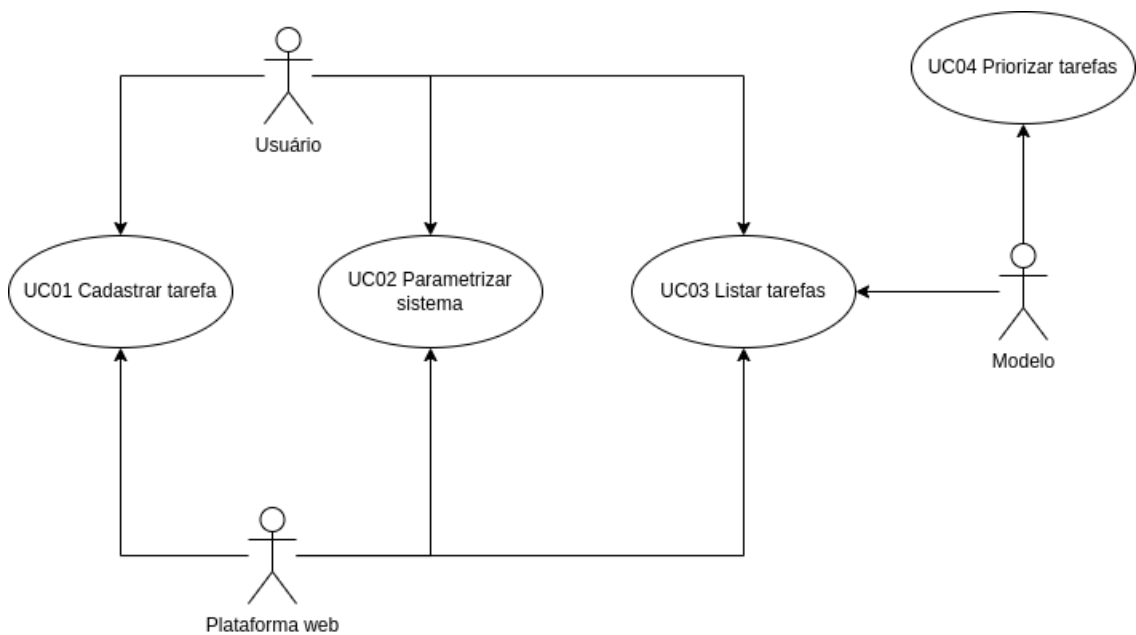 UC04 Priorizar tarefas
Usuário
UC01 Cadastrar tarefa
UC02 Parametrizar
sistema
UC03 Listar tarefas
Modelo
Plataforma web